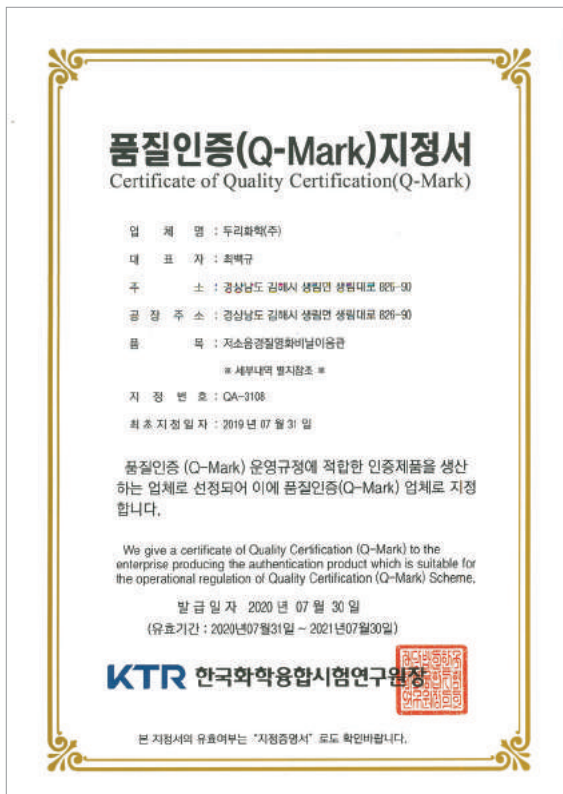 품질인증(Q-Mark)지정서
Certificate of Quality Certification(Q-Mark)
업 체 명 : 두리화학(주)
대 표 자 : 최백규
주 소 : 경상남도 김해시 생림면 생림대로 826-90
공 장 주 소 : 경상남도 김해시 생림면 생림대로 826-90
품 목 : 저소음경질염화비닐이음관
※ 세부내역 별지참조 ※
지 정 번 호 : QA-3108
최 초 지 정 일 자 : 2019 년 07 월 31 일
품질인증 (Q-Mark) 운영규정에 적합한 인증제품을 생산
하는 업체로 선정되어 이에 품질인증(Q-Mark) 업체로 지정
합니다.
We give a certificate of Quality Certification (Q-Mark) to the
enterprise producing the authentication product which is suitable for
the operational regulation of Quality Certification (Q-Mark) Scheme.
발 급 일 자 2020 년 07 월 30 일
(유효기간 : 2020년07월31일 ~ 2021년07월30일)
KTR 한국화학융합시험연구원장
본 지정서의 유효여부는 "지정증명서" 로도 확인바랍니다.